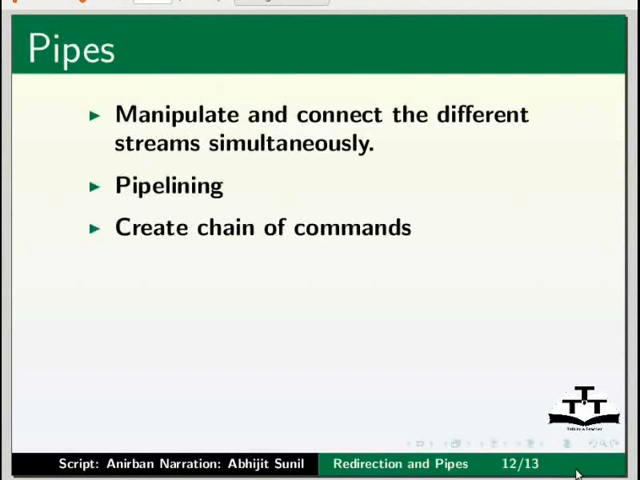 Pipes
Manipulate and connect the different
streams simultaneously.
Pipelining
Create chain of commands
TTT
Script: Anirban Narration: Abhijit Sunil
Redirection and Pipes
12/13